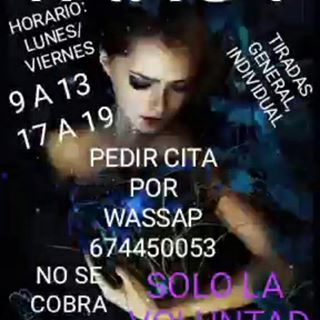 HORARIO:
LUNES/
VIERNES
9 A 13
17 A 19
TIRADAS
GENERAL,
INDIVIDUAL
PEDIR CITA
POR
WASSAP
674450053
NO SE
COBRA
SOLO LA
VOLUNTAD